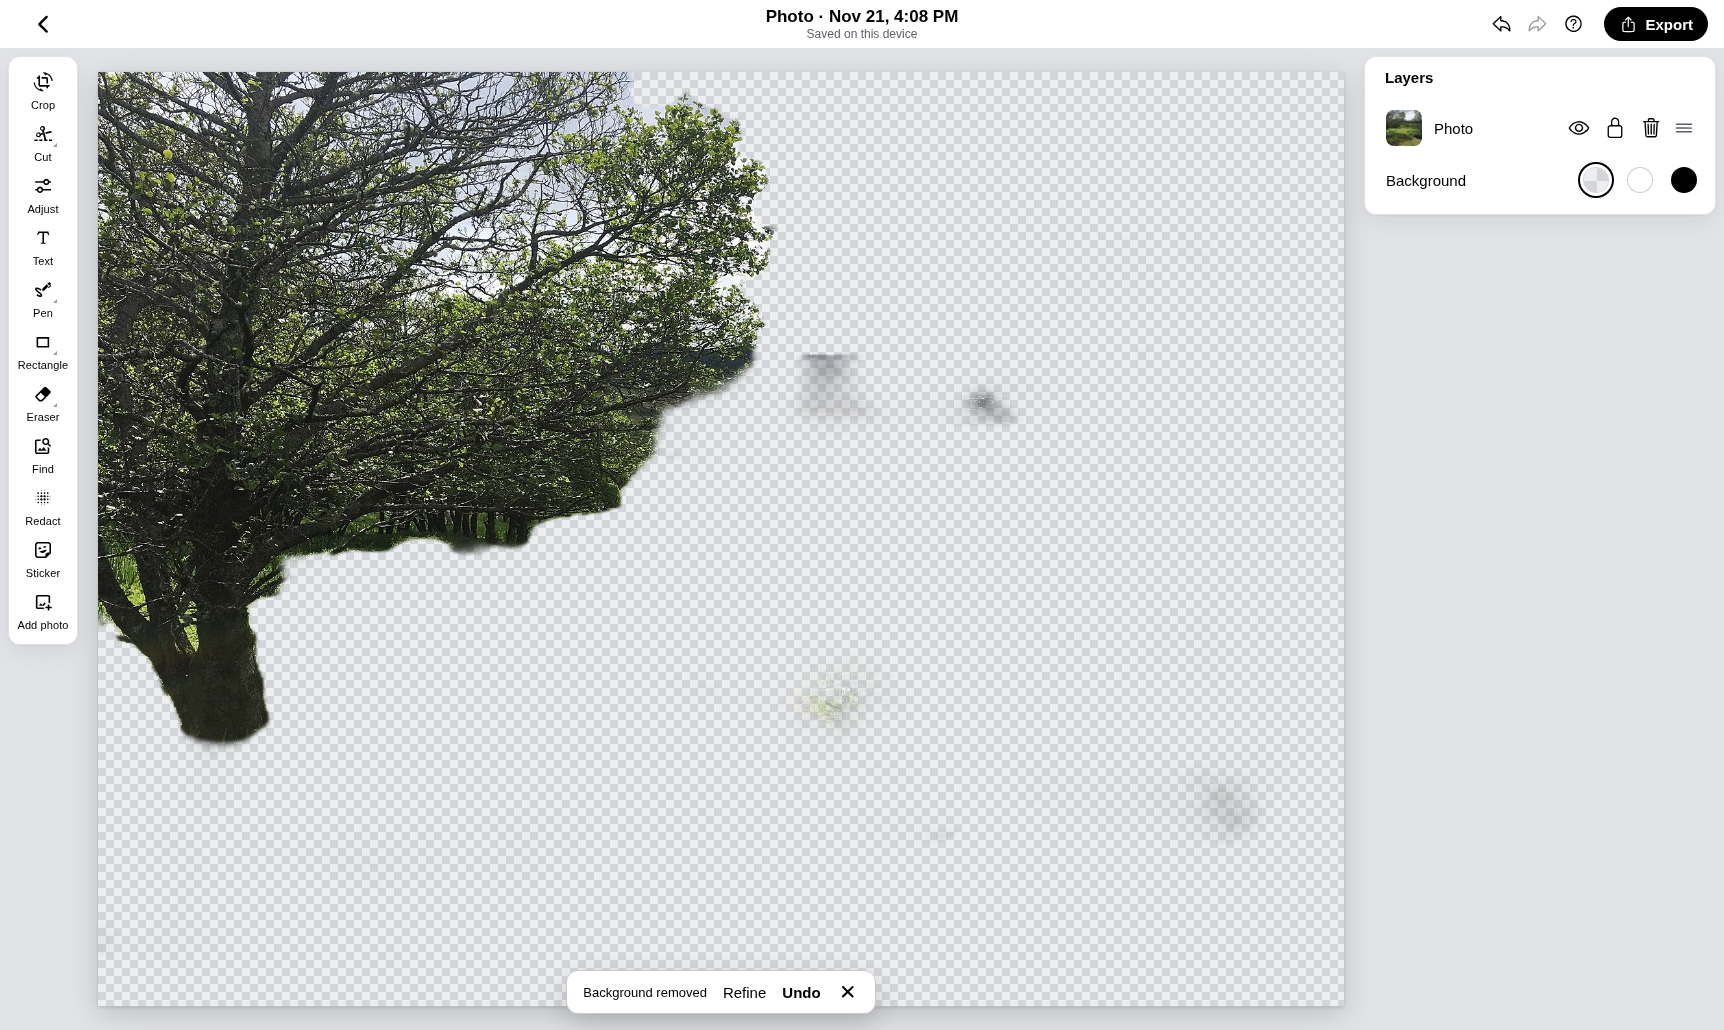 Photo · Nov 21, 4:08 PM
Saved on this device
Export
Crop
Cut
Adjust
Text
Pen
Rectangle
Eraser
Find
Redact
Sticker
Add photo
Layers
Photo
Background
Background removed Refine Undo